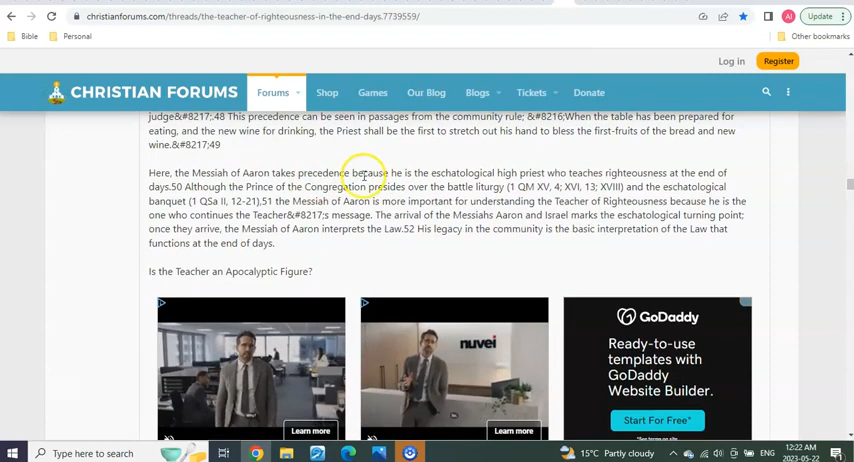 christianforums.com/threads/the-teacher-of-righteousness-in-the-end-days.7739559/
AI
Update
Bible
Personal
Other bookmarks
Log in
Register
CHRISTIAN FORUMS
Forums
Shop
Games
Our Blog
Blogs
Tickets
Donate
judge&#8217;.48 This precedence can be seen in passages from the community rule; &#8216;When the table has been prepared for
eating, and the new wine for drinking, the Priest shall be the first to stretch out his hand to bless the first-fruits of the bread and new
wine.&#8217;49
Here, the Messiah of Aaron takes precedence because he is the eschatological high priest who teaches righteousness at the end of
days.50 Although the Prince of the Congregation presides over the battle liturgy (1 QM XV, 4; XVI, 13; XVIII) and the eschatological
banquet (1 QSa II, 12-21),51 the Messiah of Aaron is more important for understanding the Teacher of Righteousness because he is the
one who continues the Teacher&#8217;s message. The arrival of the Messiahs Aaron and Israel marks the eschatological turning point;
once they arrive, the Messiah of Aaron interprets the Law.52 His legacy in the community is the basic interpretation of the Law that
functions at the end of days.
Is the Teacher an Apocalyptic Figure?
nuvei
Learn more
Learn more
GoDaddy
Ready-to-use
templates with
GoDaddy
Website Builder.
Start For Free*
Type here to search
15°C Partly cloudy
ENG
12:22 AM
2023-05-22